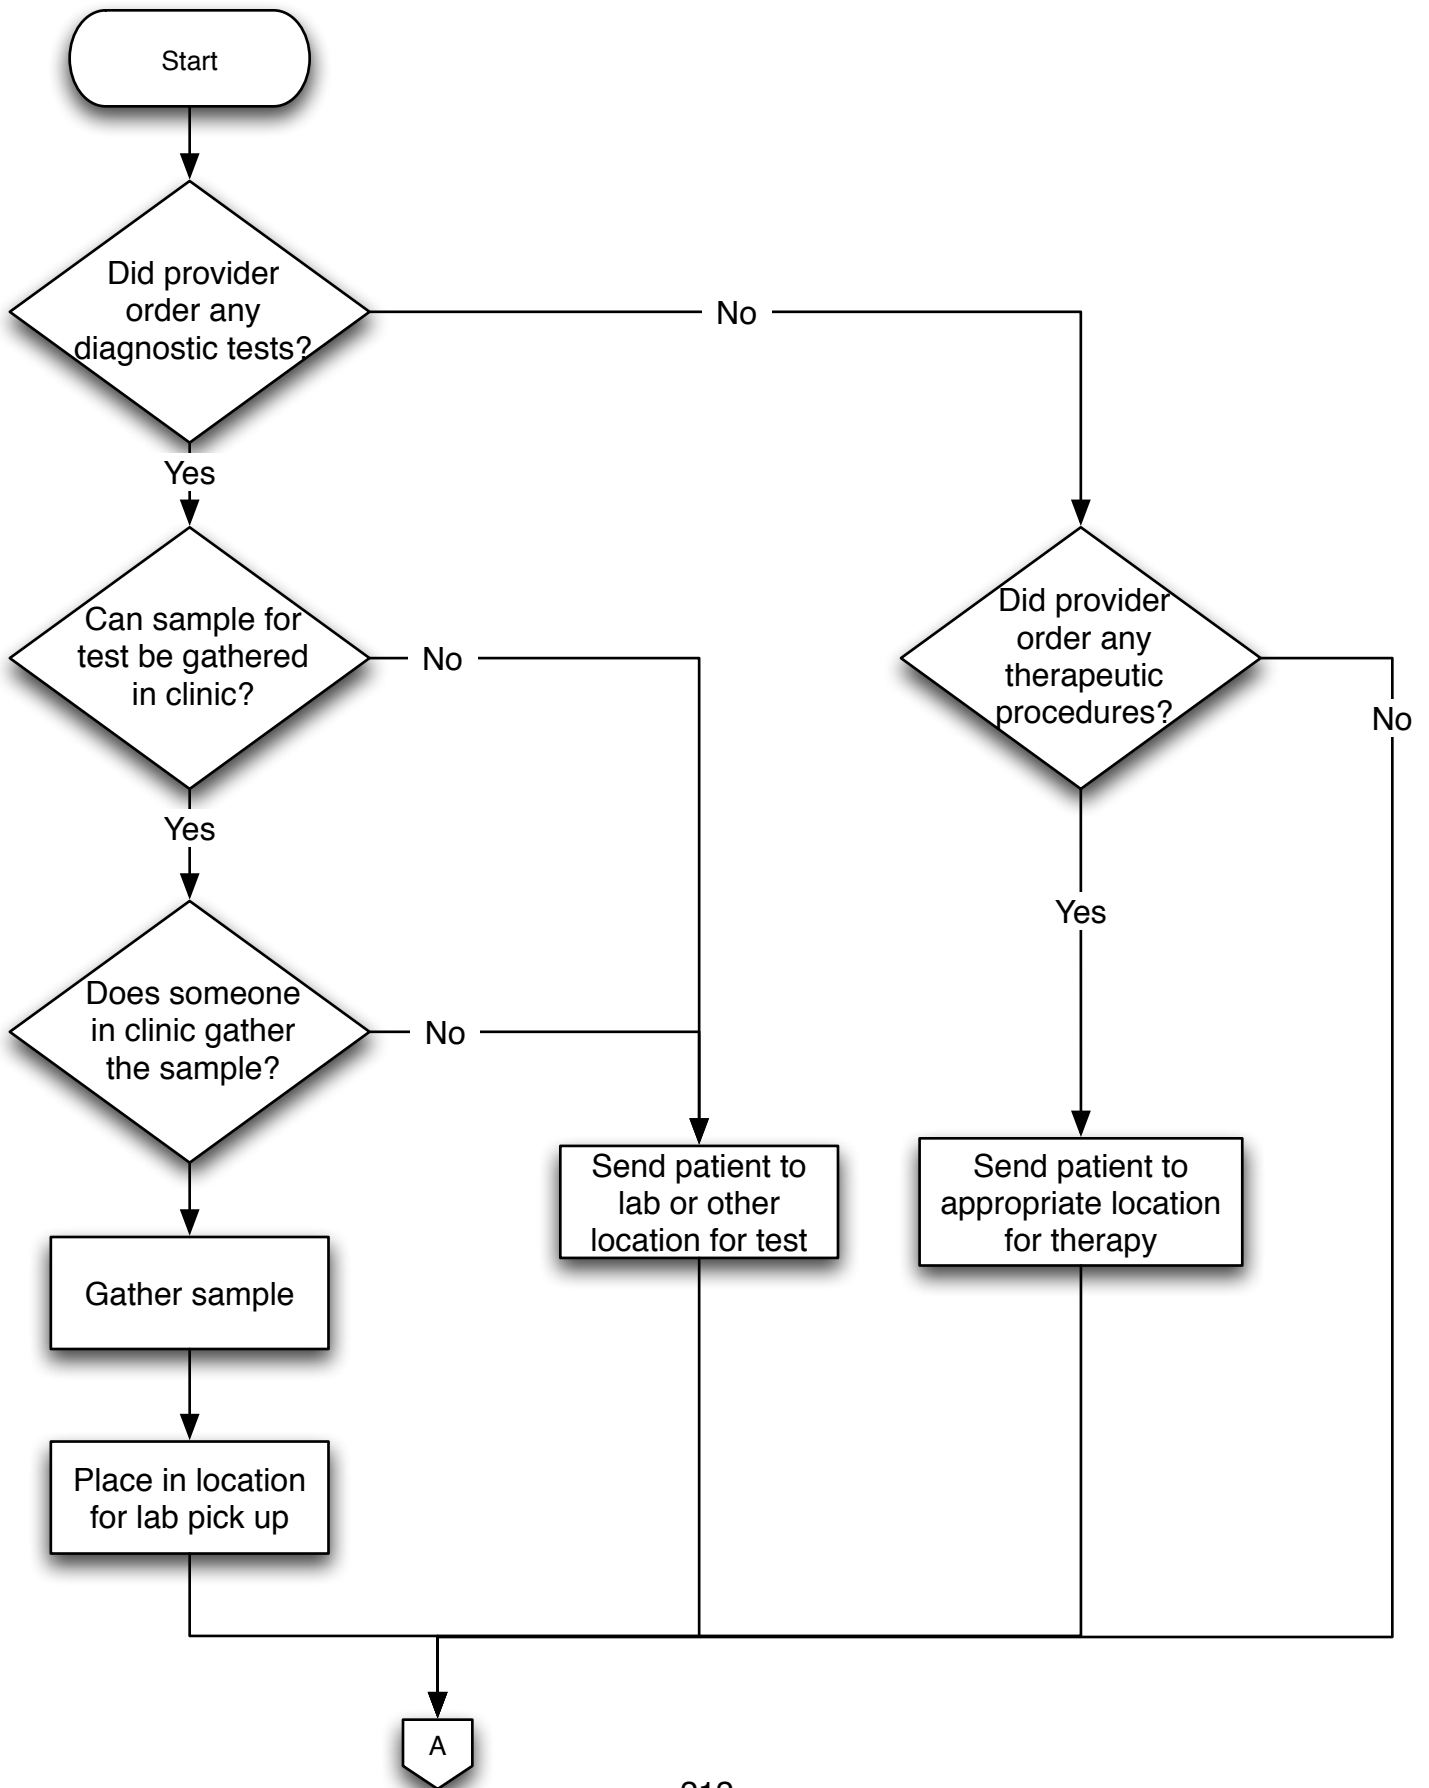 Start
Did provider
order any
diagnostic tests?
No
Yes
Can sample for
test be gathered
in clinic?
No
Did provider
order any
therapeutic
procedures?
No
Yes
Yes
Does someone
in clinic gather
the sample?
No
Send patient to
lab or other
location for test
Send patient to
appropriate location
for therapy
Gather sample
Place in location
for lab pick up
A